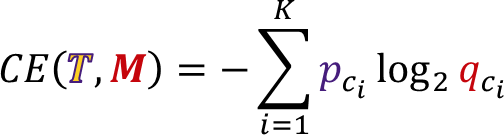 CE(𝕋, M) = − ∑_{i=1}^{K} p_{c_i} log₂ q_{c_i}